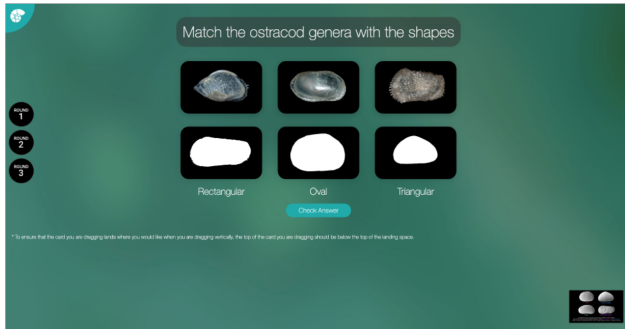 Match the ostracod genera with the shapes
ROUND
1
ROUND
2
ROUND
3
Rectangular Oval Triangular
Check Answer
* To ensure that the card you are dragging lands where you would like when you are dragging vertically, the top of the card you are dragging should be below the top of the landing space.